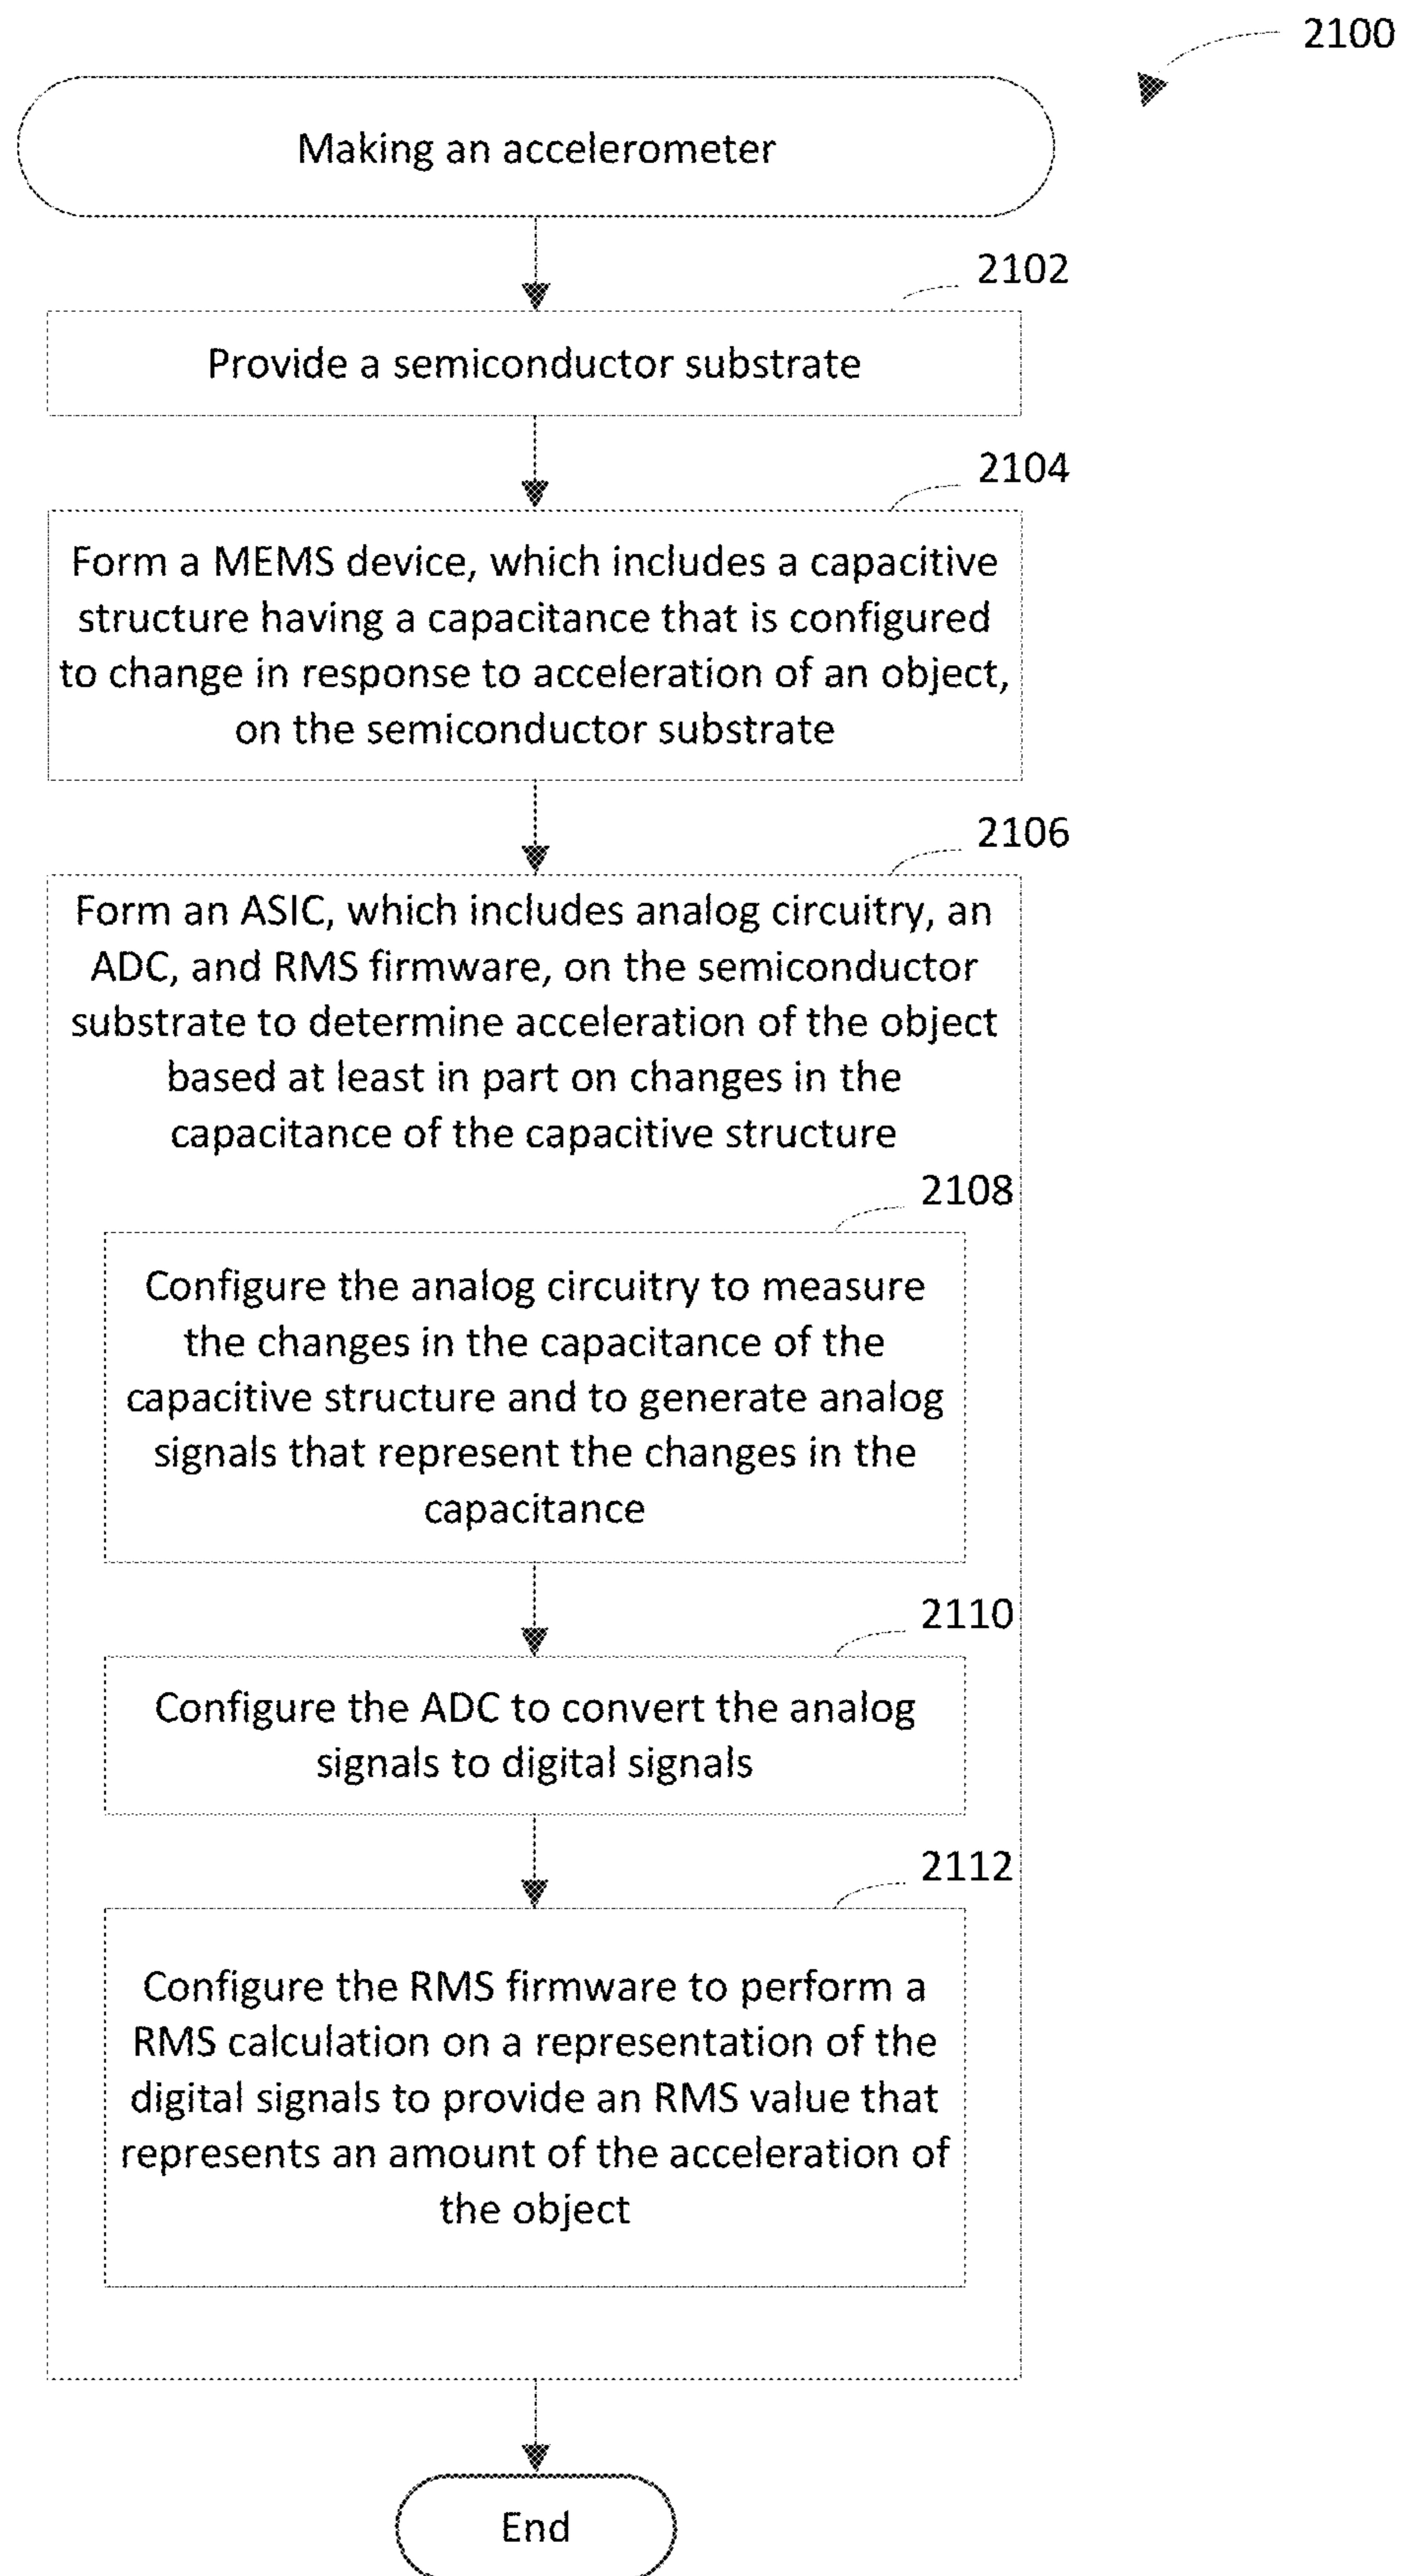 2100
Making an accelerometer
2102
Provide a semiconductor substrate
2104
Form a MEMS device, which includes a capacitive
structure having a capacitance that is configured
to change in response to acceleration of an object,
on the semiconductor substrate
2106
Form an ASIC, which includes analog circuitry, an
ADC, and RMS firmware, on the semiconductor
substrate to determine acceleration of the object
based at least in part on changes in the
capacitance of the capacitive structure
2108
Configure the analog circuitry to measure
the changes in the capacitance of the
capacitive structure and to generate analog
signals that represent the changes in the
capacitance
2110
Configure the ADC to convert the analog
signals to digital signals
2112
Configure the RMS firmware to perform a
RMS calculation on a representation of the
digital signals to provide an RMS value that
represents an amount of the acceleration of
the object
End